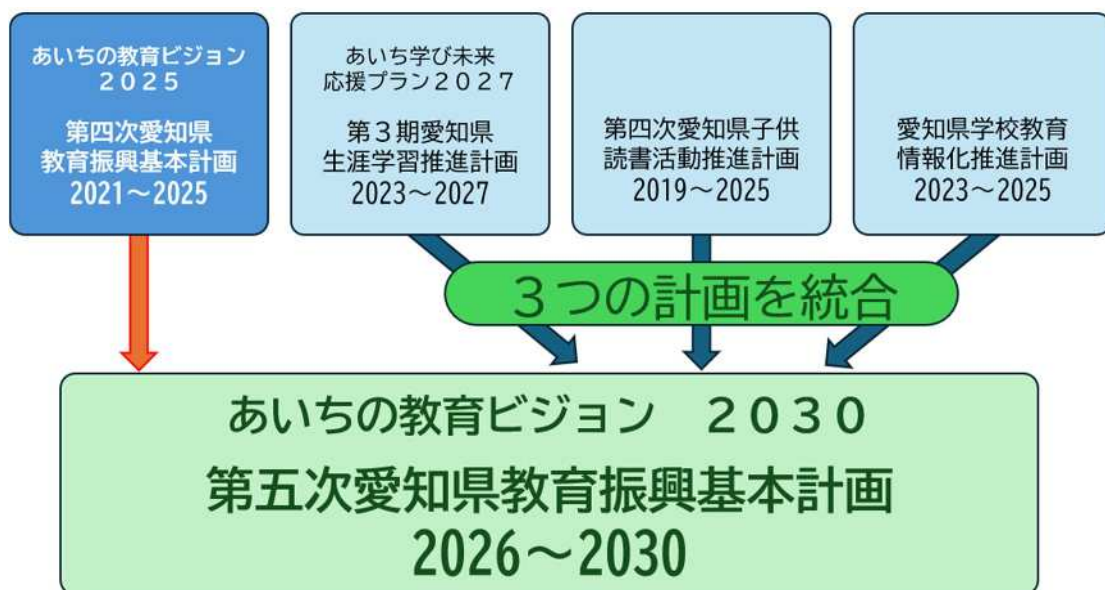 あいちの教育ビジョン
２０２５
第四次愛知県
教育振興基本計画
2021～2025
あいち学び未来
応援プラン２０２７
第３期愛知県
生涯学習推進計画
2023～2027
第四次愛知県子供
読書活動推進計画
2019～2025
愛知県学校教育
情報化推進計画
2023～2025
３つの計画を統合
あいちの教育ビジョン　２０３０
第五次愛知県教育振興基本計画
2026～2030